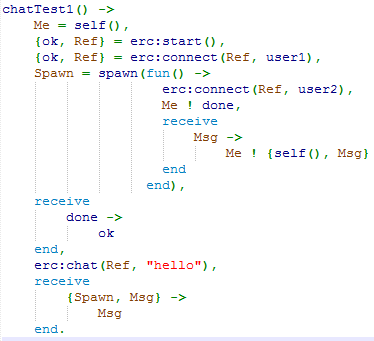 chatTest1() ->
    Me = self(),
    {ok, Ref} = erc:start(),
    {ok, Ref} = erc:connect(Ref, user1),
    Spawn = spawn(fun() ->
                    erc:connect(Ref, user2),
                    Me ! done,
                    receive
                        Msg ->
                            Me ! {self(), Msg}
                    end
                  end),
    receive
        done ->
            ok
    end,
    erc:chat(Ref, "hello"),
    receive
        {Spawn, Msg} ->
            Msg
    end.